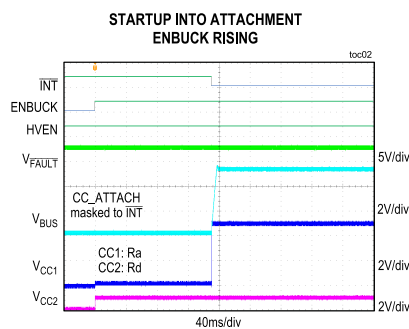 STARTUP INTO ATTACHMENT
ENBUCK RISING
toc02
INT
ENBUCK
HVEN
VFAULT
5V/div
CC_ATTACH
masked to INT
2V/div
VBUS
CC1: Ra
CC2: Rd
VCC1
2V/div
VCC2
2V/div
40ms/div